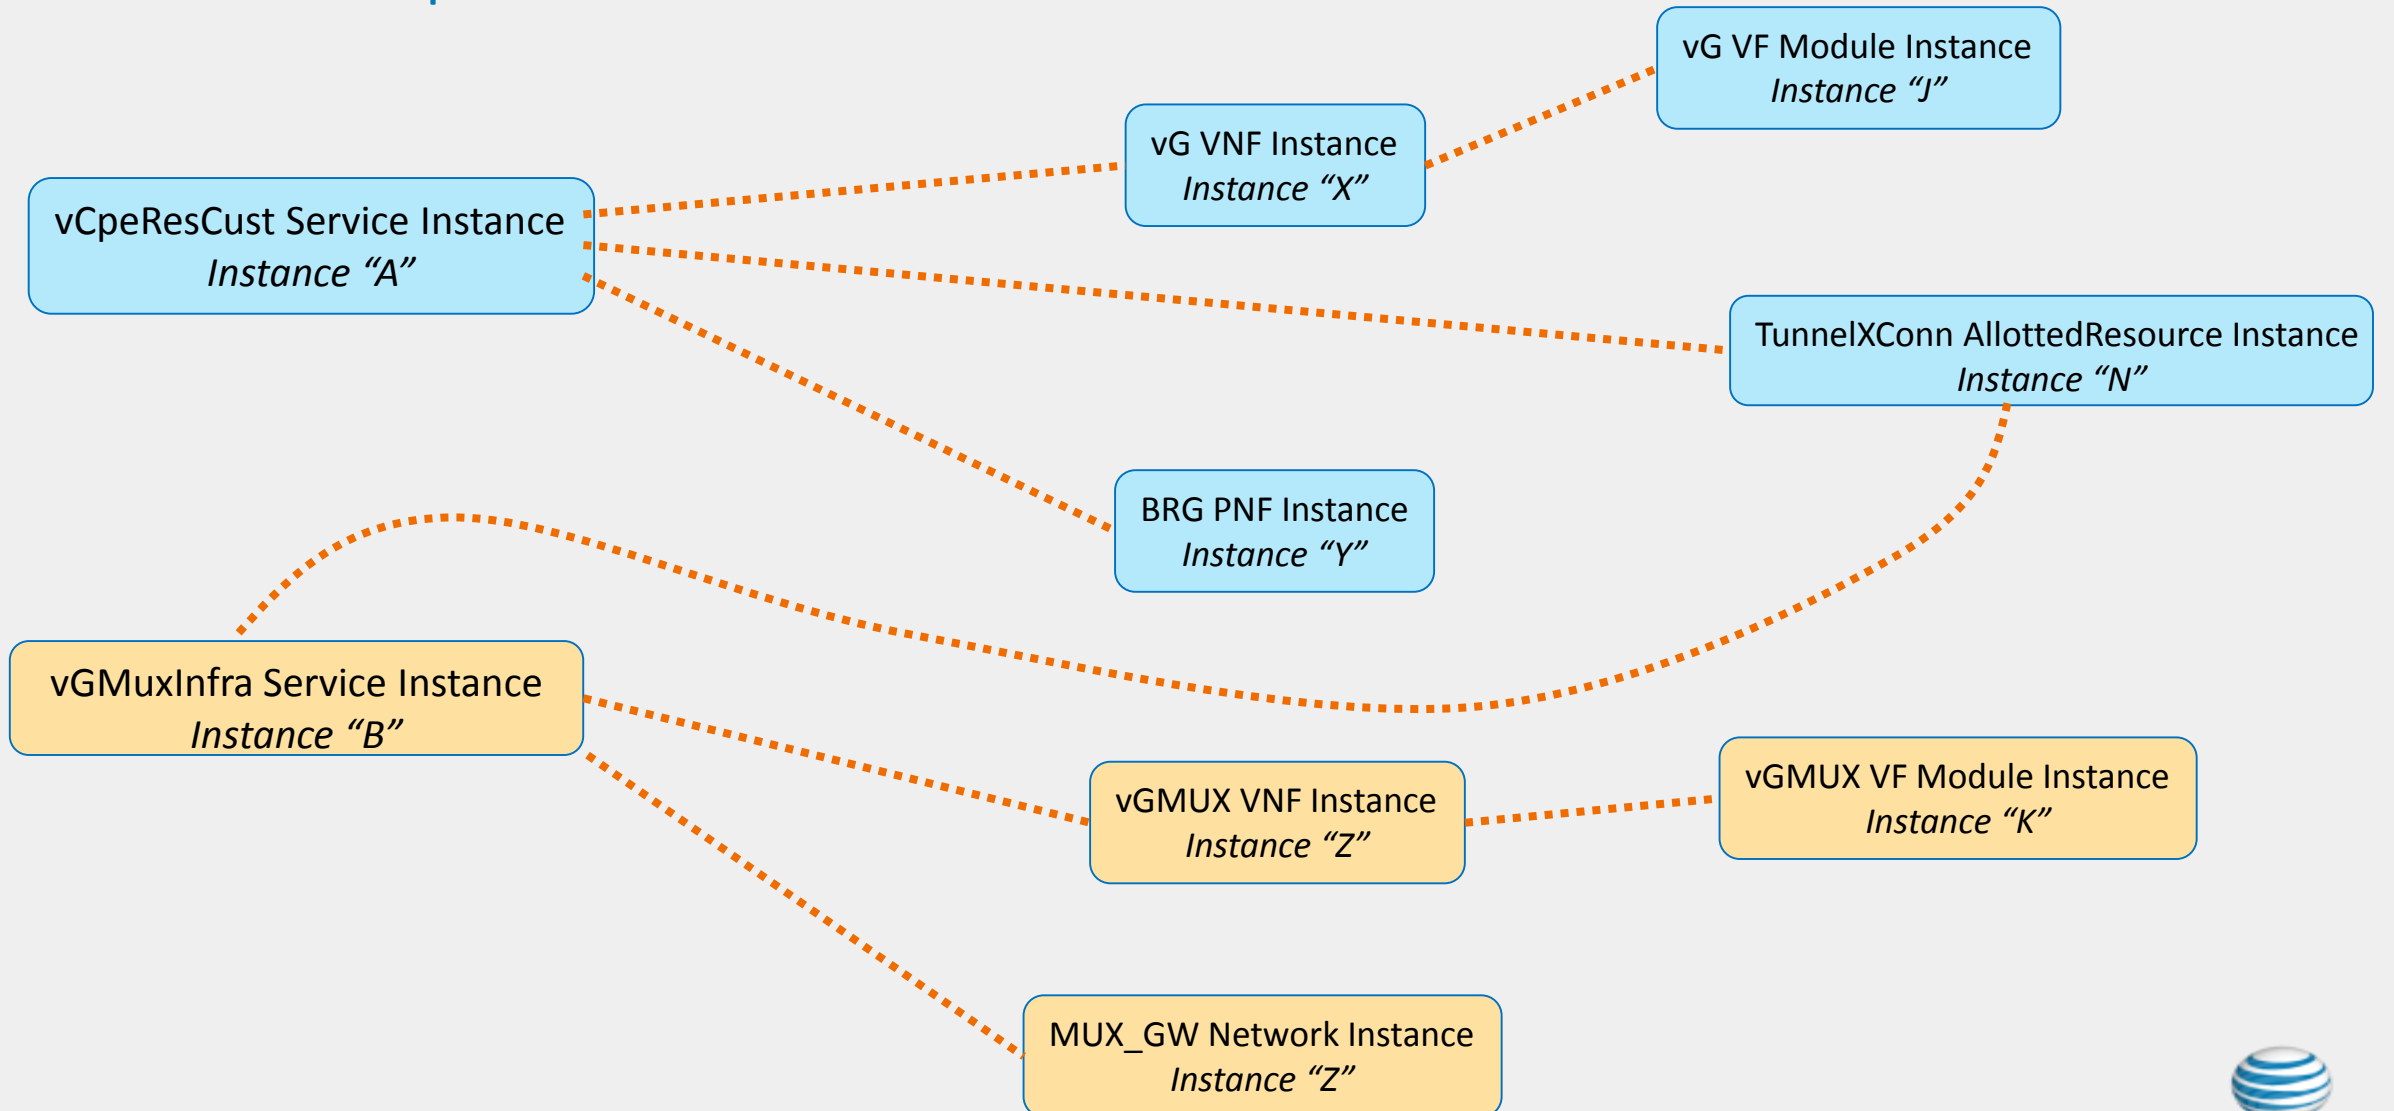 vG VF Module Instance
Instance “J”
vG VNF Instance
Instance “X”
vCpeResCust Service Instance
Instance “A”
TunnelXConn AllottedResource Instance
Instance “N”
BRG PNF Instance
Instance “Y”
vGMuxInfra Service Instance
Instance “B”
vGMUX VNF Instance
Instance “Z”
vGMUX VF Module Instance
Instance “K”
MUX_GW Network Instance
Instance “Z”